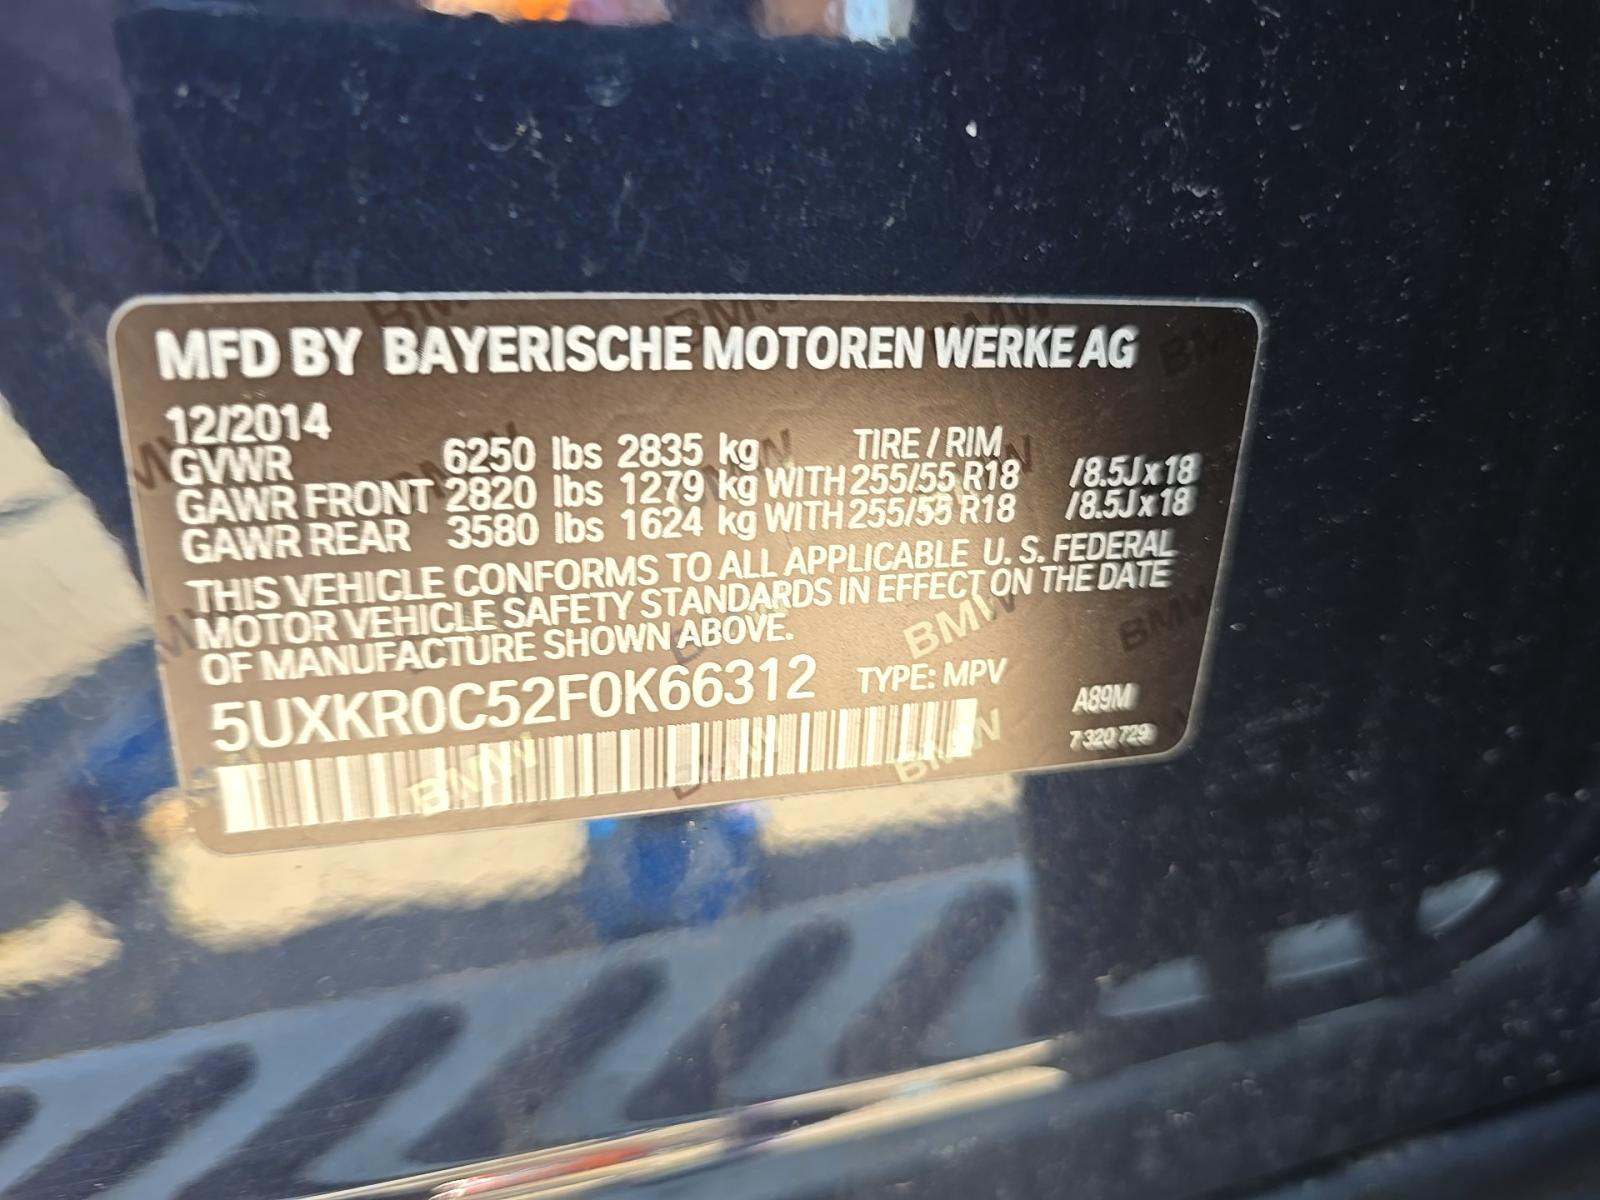 MFD BY BAYERISCHE MOTOREN WERKE AG
12/2014
GVWR 6250 lbs 2835 kg TIRE / RIM
GAWR FRONT 2820 lbs 1279 kg WITH 255/55 R18 /8.5J x 18
GAWR REAR 3580 lbs 1624 kg WITH 255/55 R18 /8.5J x 18
THIS VEHICLE CONFORMS TO ALL APPLICABLE U. S. FEDERAL
MOTOR VEHICLE SAFETY STANDARDS IN EFFECT ON THE DATE
OF MANUFACTURE SHOWN ABOVE.
5UXKR0C52F0K66312 TYPE: MPV A89M
7 320 729